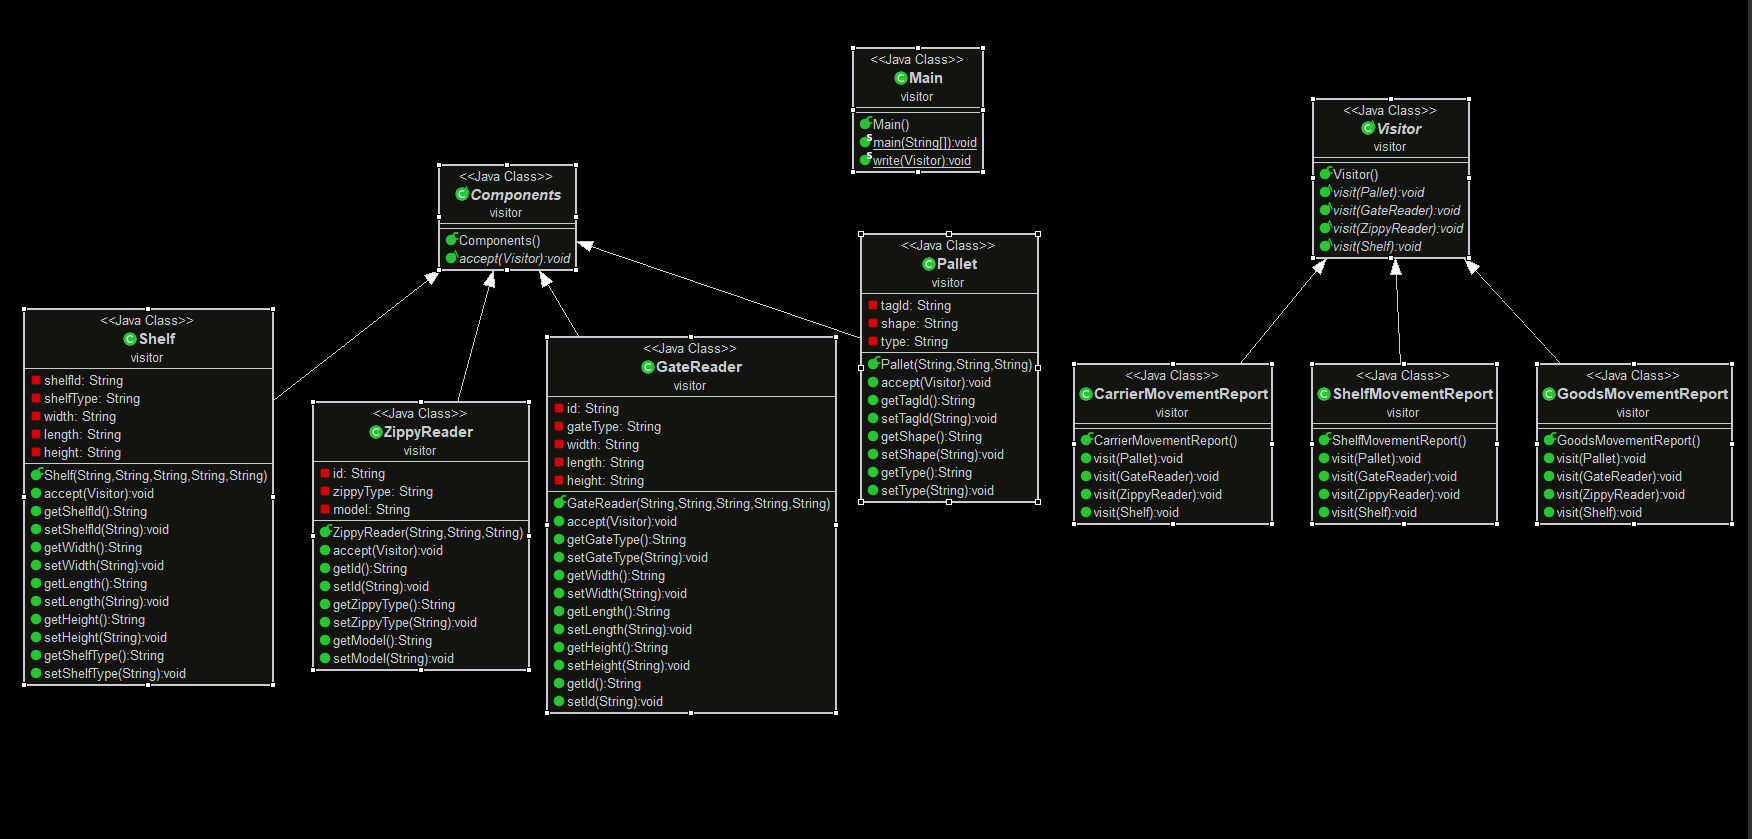 <<Java Class>>
Main
visitor
Main()
main(String[]):void
write(Visitor):void
<<Java Class>>
Visitor
visitor
Visitor()
visit(Pallet):void
visit(GateReader):void
visit(ZippyReader):void
visit(Shelf):void
<<Java Class>>
Components
visitor
Components()
accept(Visitor):void
<<Java Class>>
Pallet
visitor
tagId: String
shape: String
type: String
Pallet(String,String,String)
accept(Visitor):void
getTagId():String
setTagId(String):void
getShape():String
setShape(String):void
getType():String
setType(String):void
<<Java Class>>
Shelf
visitor
shelfId: String
shelfType: String
width: String
length: String
height: String
Shelf(String,String,String,String,String)
accept(Visitor):void
getShelfId():String
setShelfId(String):void
getWidth():String
setWidth(String):void
getLength():String
setLength(String):void
getHeight():String
setHeight(String):void
getShelfType():String
setShelfType(String):void
<<Java Class>>
ZippyReader
visitor
id: String
zippyType: String
model: String
ZippyReader(String,String,String)
accept(Visitor):void
getId():String
setId(String):void
getZippyType():String
setZippyType(String):void
getModel():String
setModel(String):void
<<Java Class>>
GateReader
visitor
id: String
gateType: String
width: String
length: String
height: String
GateReader(String,String,String,String,String)
accept(Visitor):void
getGateType():String
setGateType(String):void
getWidth():String
setWidth(String):void
getLength():String
setLength(String):void
getHeight():String
setHeight(String):void
getId():String
setId(String):void
<<Java Class>>
CarrierMovementReport
visitor
CarrierMovementReport()
visit(Pallet):void
visit(GateReader):void
visit(ZippyReader):void
visit(Shelf):void
<<Java Class>>
ShelfMovementReport
visitor
ShelfMovementReport()
visit(Pallet):void
visit(GateReader):void
visit(ZippyReader):void
visit(Shelf):void
<<Java Class>>
GoodsMovementReport
visitor
GoodsMovementReport()
visit(Pallet):void
visit(GateReader):void
visit(ZippyReader):void
visit(Shelf):void